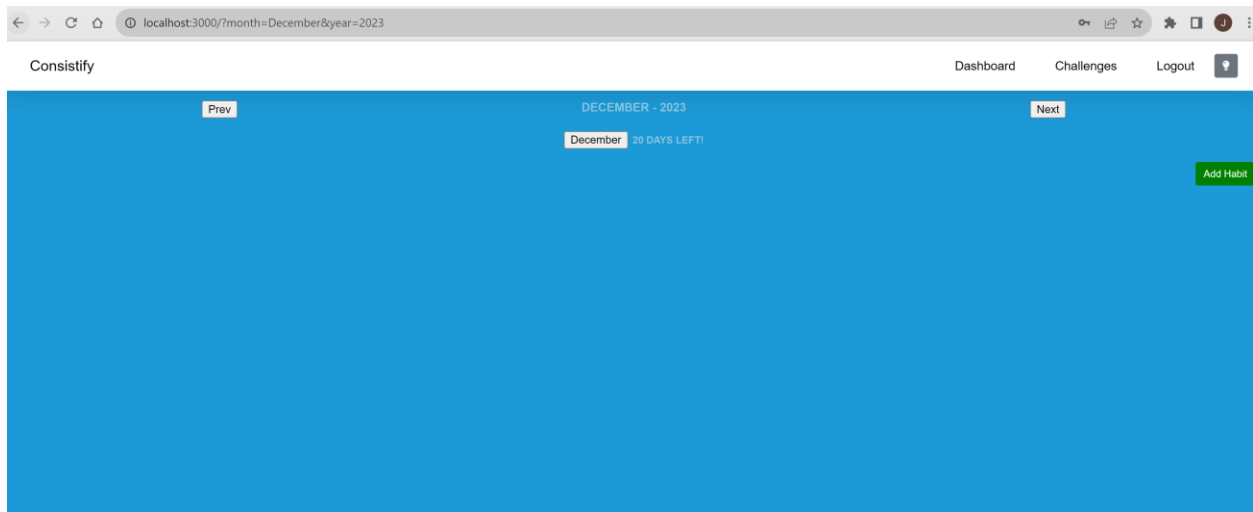 localhost:3000/?month=December&year=2023
J
Consistify Dashboard Challenges Logout
Prev DECEMBER - 2023 Next
December 20 DAYS LEFT!
Add Habit